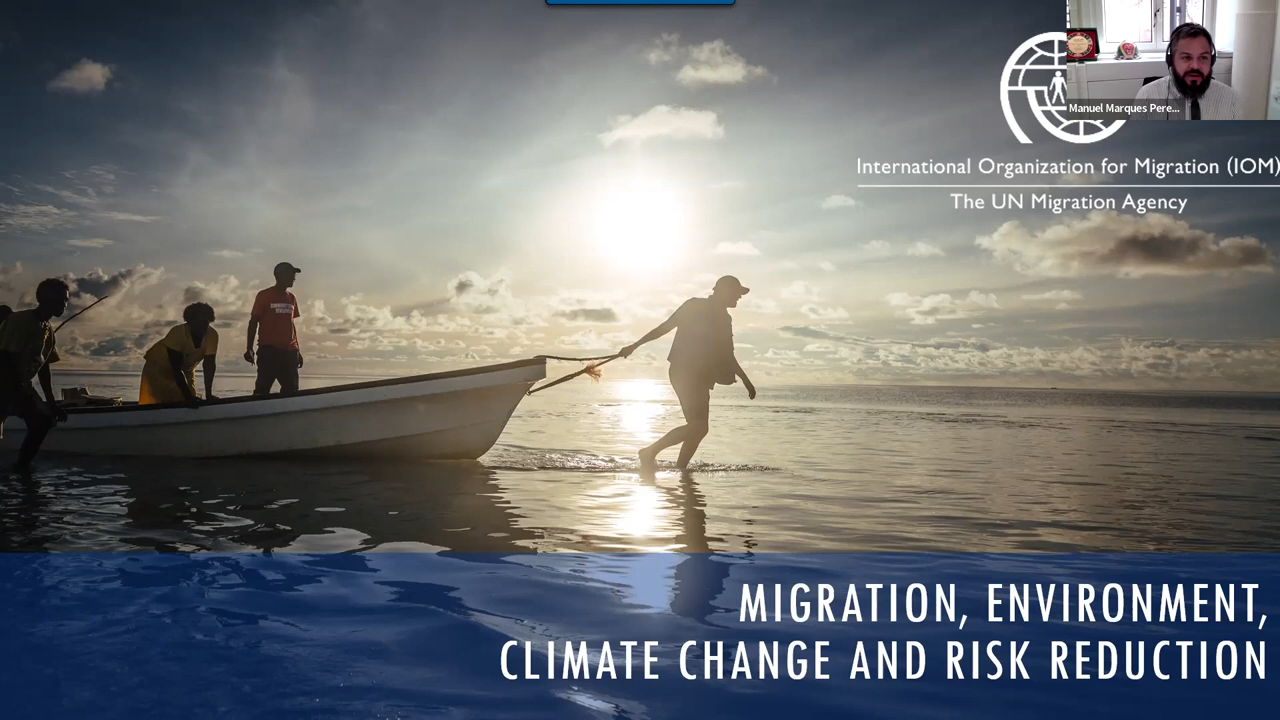 Manuel Marques Pere...
International Organization for Migration (IOM)
The UN Migration Agency
MIGRATION, ENVIRONMENT,
CLIMATE CHANGE AND RISK REDUCTION